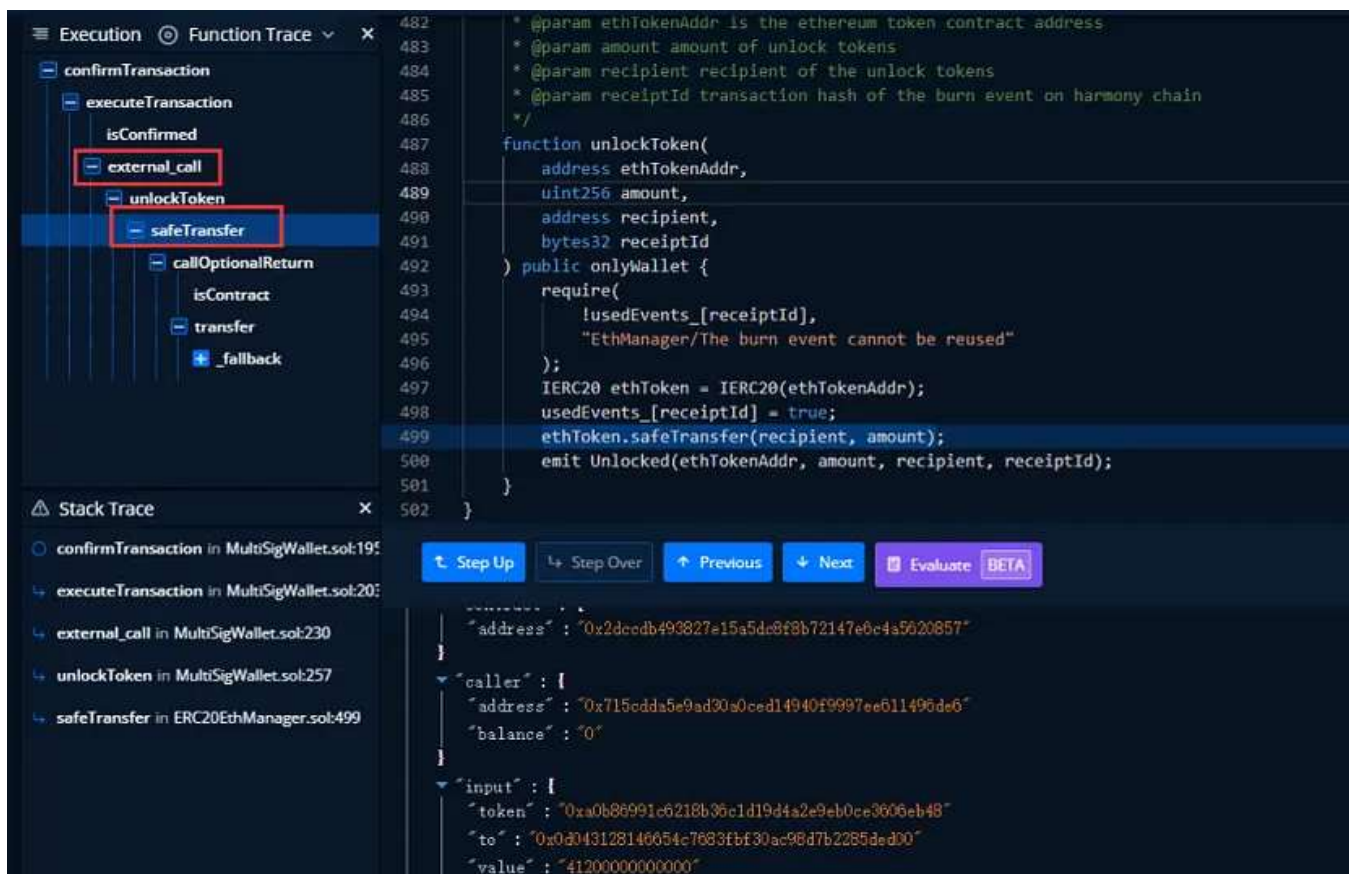 Execution Function Trace ×
confirmTransaction
executeTransaction
isConfirmed
external_call
unlockToken
safeTransfer
callOptionalReturn
isContract
transfer
_fallback
Stack Trace ×
confirmTransaction in MultiSigWallet.sol:195
executeTransaction in MultiSigWallet.sol:203
external_call in MultiSigWallet.sol:230
unlockToken in MultiSigWallet.sol:257
safeTransfer in ERC20EthManager.sol:499
482 * @param ethTokenAddr is the ethereum token contract address
483 * @param amount amount of unlock tokens
484 * @param recipient recipient of the unlock tokens
485 * @param receiptId transaction hash of the burn event on harmony chain
486 */
487 function unlockToken(
488 address ethTokenAddr,
489 uint256 amount,
490 address recipient,
491 bytes32 receiptId
492 ) public onlyWallet {
493 require(
494 !usedEvents_[receiptId],
495 "EthManager/The burn event cannot be reused"
496 );
497 IERC20 ethToken = IERC20(ethTokenAddr);
498 usedEvents_[receiptId] = true;
499 ethToken.safeTransfer(recipient, amount);
500 emit Unlocked(ethTokenAddr, amount, recipient, receiptId);
501 }
502 }
Step Up Step Over Previous Next Evaluate BETA
"address" : "0x2dccdb493827e15a5dc8f8b72147e6c4a5620857"
}
"caller" : {
"address" : "0x715cdda5e9ad30a0ced14940f9997ee611496de6"
"balance" : "0"
}
"input" : {
"token" : "0xa0b86991c6218b36c1d19d4a2e9eb0ce3606eb48"
"to" : "0x0d043128146654c7683fbf30ac98d7b2285ded00"
"value" : "41200000000000"